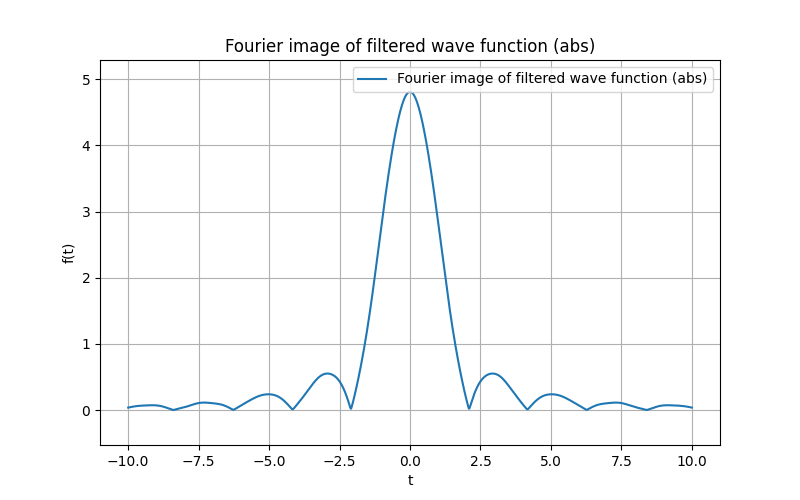 Fourier image of filtered wave function (abs)
Fourier image of filtered wave function (abs)
5
4
3
2
1
0
f(t)
−10.0 −7.5 −5.0 −2.5 0.0 2.5 5.0 7.5 10.0
t